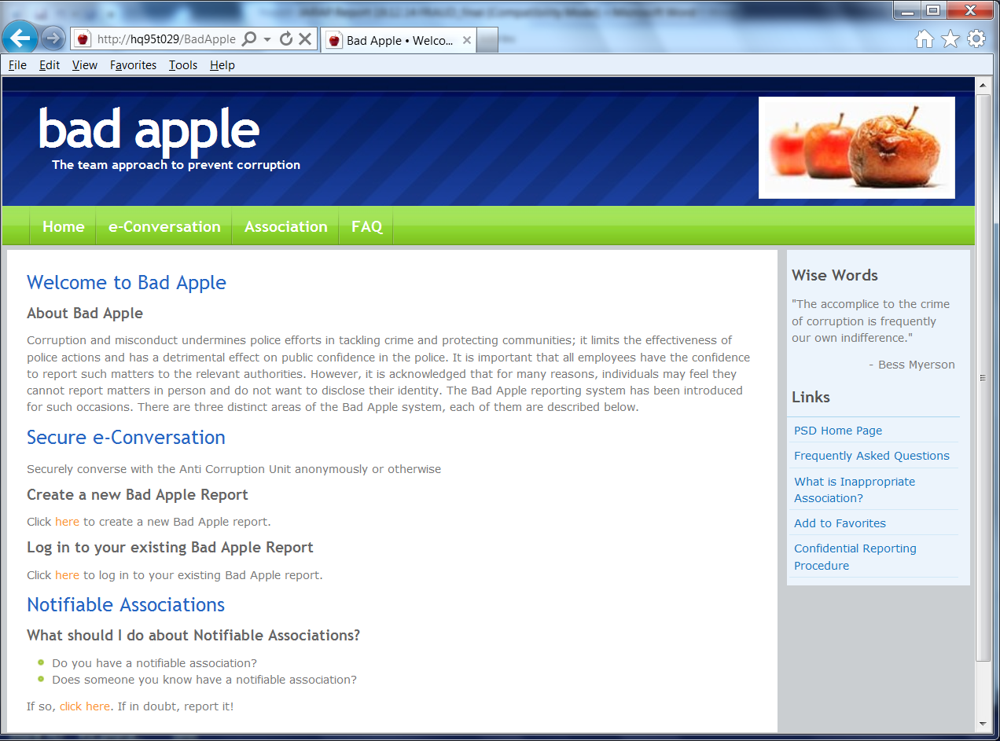 http://hq95t029/BadApple
Bad Apple • Welco...
File Edit View Favorites Tools Help
bad apple
The team approach to prevent corruption
Home e-Conversation Association FAQ
Welcome to Bad Apple
About Bad Apple
Corruption and misconduct undermines police efforts in tackling crime and protecting communities; it limits the effectiveness of
police actions and has a detrimental effect on public confidence in the police. It is important that all employees have the confidence
to report such matters to the relevant authorities. However, it is acknowledged that for many reasons, individuals may feel they
cannot report matters in person and do not want to disclose their identity. The Bad Apple reporting system has been introduced
for such occasions. There are three distinct areas of the Bad Apple system, each of them are described below.
Secure e-Conversation
Securely converse with the Anti Corruption Unit anonymously or otherwise
Create a new Bad Apple Report
Click here to create a new Bad Apple report.
Log in to your existing Bad Apple Report
Click here to log in to your existing Bad Apple report.
Notifiable Associations
What should I do about Notifiable Associations?
Do you have a notifiable association?
Does someone you know have a notifiable association?
If so, click here. If in doubt, report it!
Wise Words
"The accomplice to the crime
of corruption is frequently
our own indifference."
- Bess Myerson
Links
PSD Home Page
Frequently Asked Questions
What is Inappropriate
Association?
Add to Favorites
Confidential Reporting
Procedure